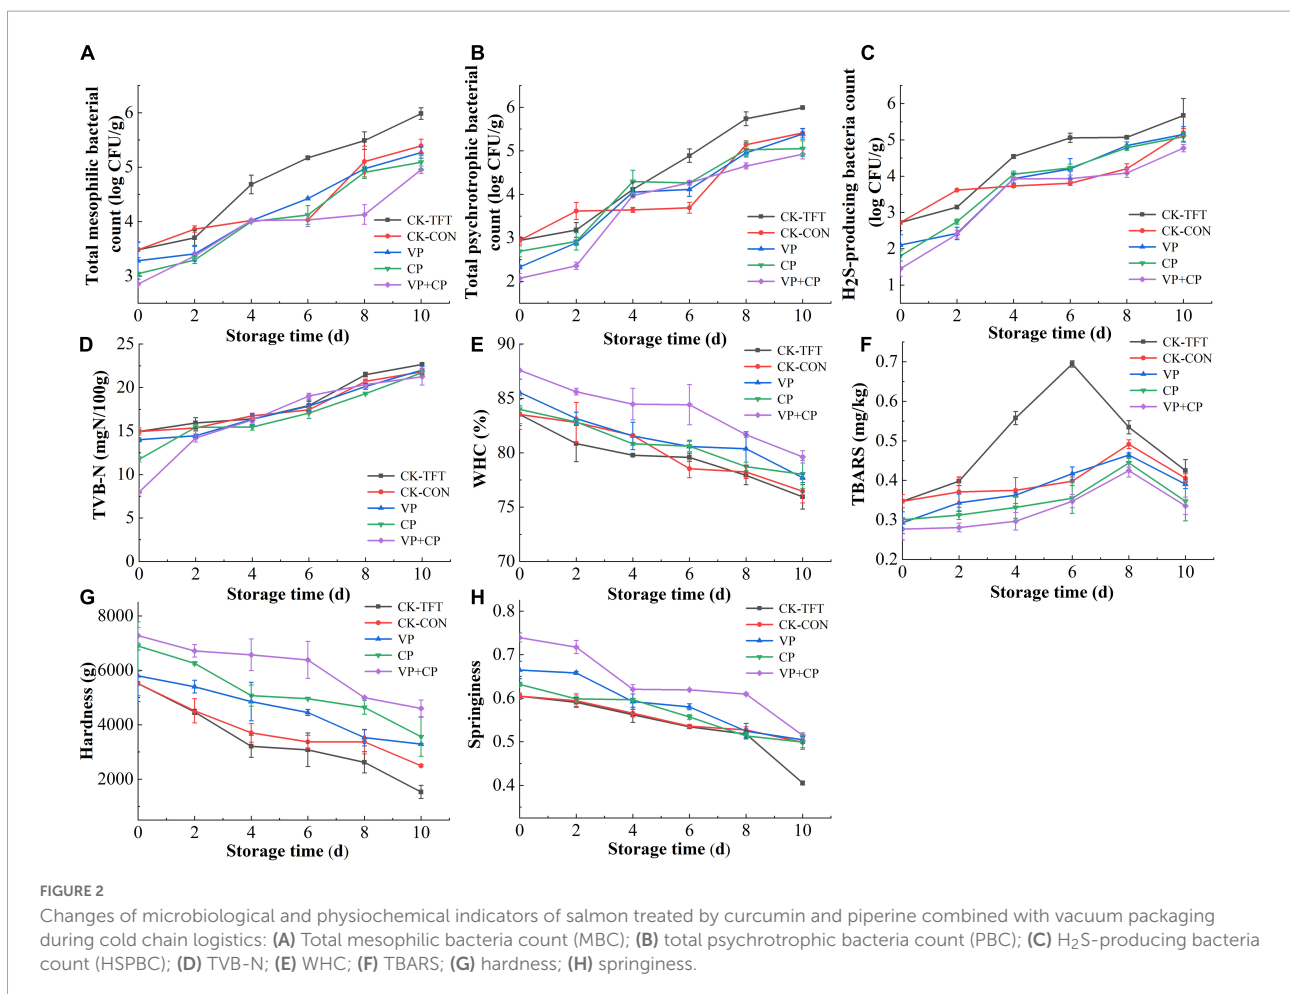 A
Total mesophilic bacterial
count (log CFU/g)
6
5
4
3
0 2 4 6 8 10
Storage time (d)
CK-TFT
CK-CON
VP
CP
VP+CP
B
Total psychrotrophic bacterial
count (log CFU/g)
6
5
4
3
2
0 2 4 6 8 10
Storage time (d)
CK-TFT
CK-CON
VP
CP
VP+CP
C
H2S-producing bacteria count
(log CFU/g)
6
5
4
3
2
1
0 2 4 6 8 10
Storage time (d)
CK-TFT
CK-CON
VP
CP
VP+CP
D
TVB-N (mgN/100g)
25
20
15
10
5
0
0 2 4 6 8 10
Storage time (d)
CK-TFT
CK-CON
VP
CP
VP+CP
E
WHC (%)
90
85
80
75
70
0 2 4 6 8 10
Storage time (d)
CK-TFT
CK-CON
VP
CP
VP+CP
F
TBARS (mg/kg)
0.7
0.6
0.5
0.4
0.3
0.2
0 2 4 6 8 10
Storage time (d)
CK-TFT
CK-CON
VP
CP
VP+CP
G
Hardness (g)
8000
6000
4000
2000
0 2 4 6 8 10
Storage time (d)
CK-TFT
CK-CON
VP
CP
VP+CP
H
Springiness
0.8
0.7
0.6
0.5
0.4
0 2 4 6 8 10
Storage time (d)
CK-TFT
CK-CON
VP
CP
VP+CP
FIGURE 2
Changes of microbiological and physiochemical indicators of salmon treated by curcumin and piperine combined with vacuum packaging
during cold chain logistics: (A) Total mesophilic bacteria count (MBC); (B) total psychrotrophic bacteria count (PBC); (C) H2S-producing bacteria
count (HSPBC); (D) TVB-N; (E) WHC; (F) TBARS; (G) hardness; (H) springiness.